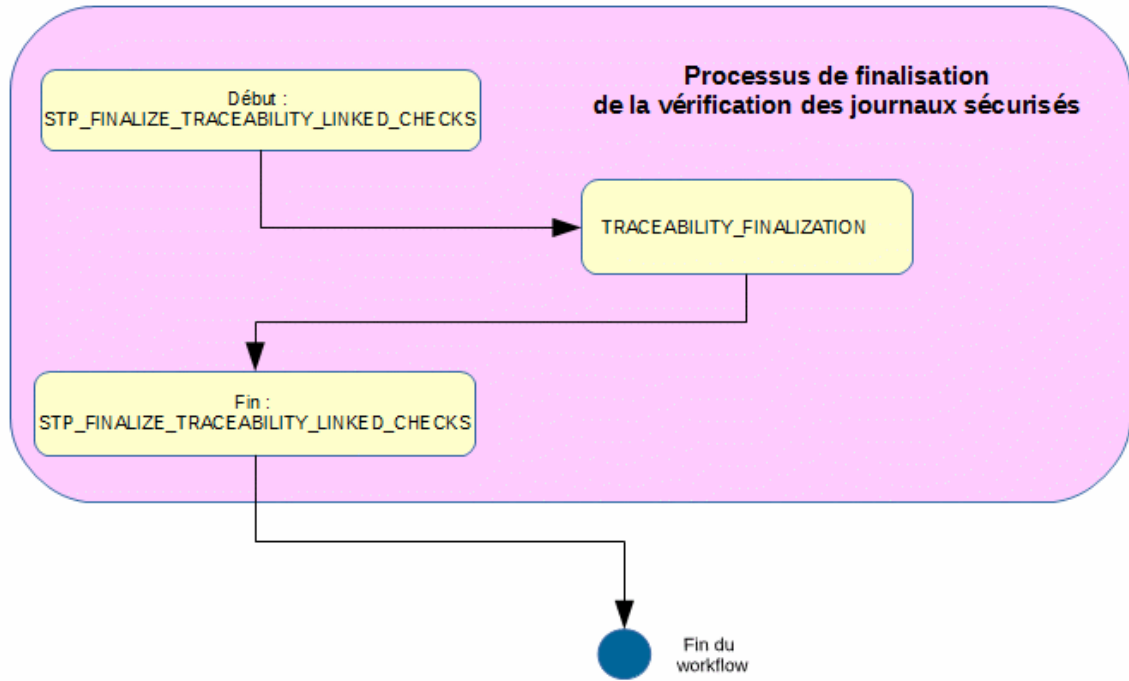 Processus de finalisation
de la vérification des journaux sécurisés
Début :
STP_FINALIZE_TRACEABILITY_LINKED_CHECKS
TRACEABILITY_FINALIZATION
Fin :
STP_FINALIZE_TRACEABILITY_LINKED_CHECKS
Fin du
workflow